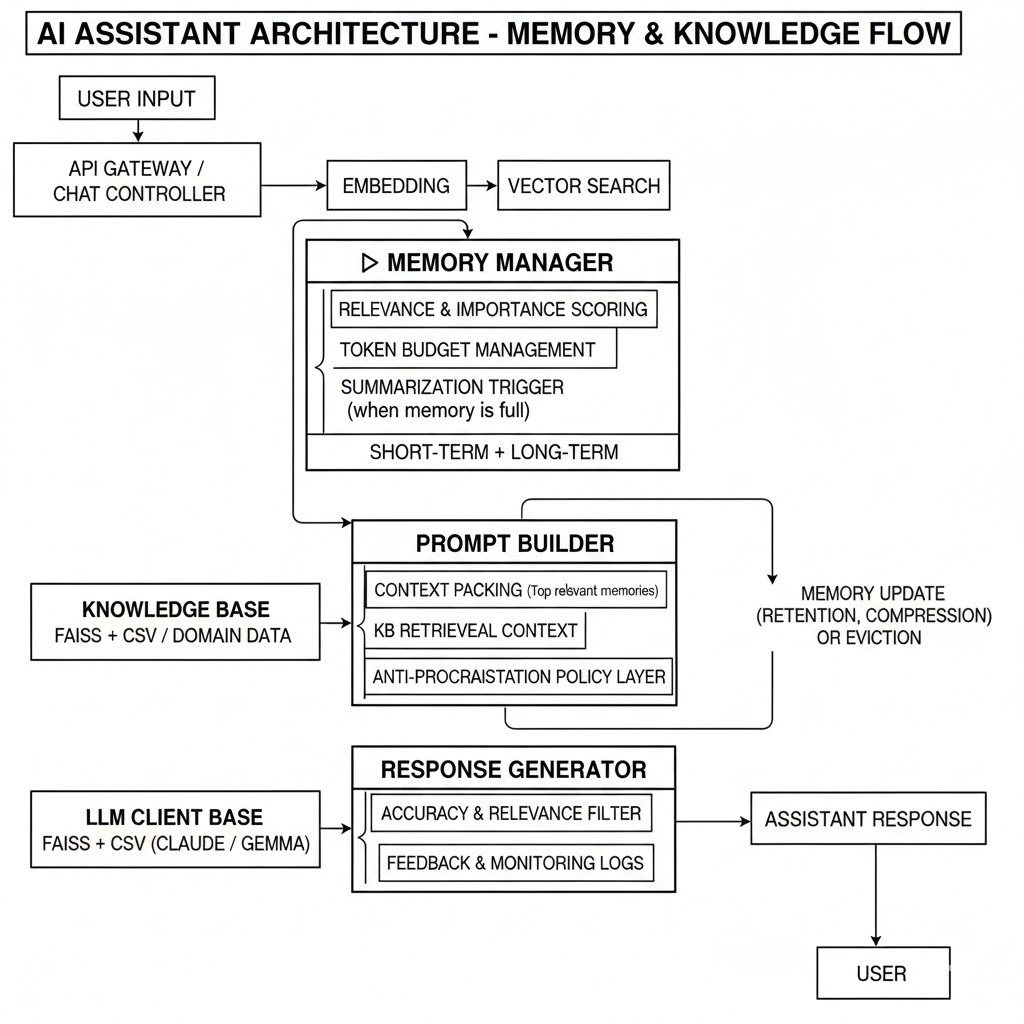 AI ASSISTANT ARCHITECTURE - MEMORY & KNOWLEDGE FLOW
USER INPUT
API GATEWAY /
CHAT CONTROLLER
EMBEDDING
VECTOR SEARCH
MEMORY MANAGER
RELEVANCE & IMPORTANCE SCORING
TOKEN BUDGET MANAGEMENT
SUMMARIZATION TRIGGER
(when memory is full)
SHORT-TERM + LONG-TERM
PROMPT BUILDER
CONTEXT PACKING (Top relevant memories)
KB RETRIEVEAL CONTEXT
ANTI-PROCRAISTATION POLICY LAYER
KNOWLEDGE BASE
FAISS + CSV / DOMAIN DATA
MEMORY UPDATE
(RETENTION, COMPRESSION)
OR EVICTION
RESPONSE GENERATOR
ACCURACY & RELEVANCE FILTER
FEEDBACK & MONITORING LOGS
LLM CLIENT BASE
FAISS + CSV (CLAUDE / GEMMA)
ASSISTANT RESPONSE
USER